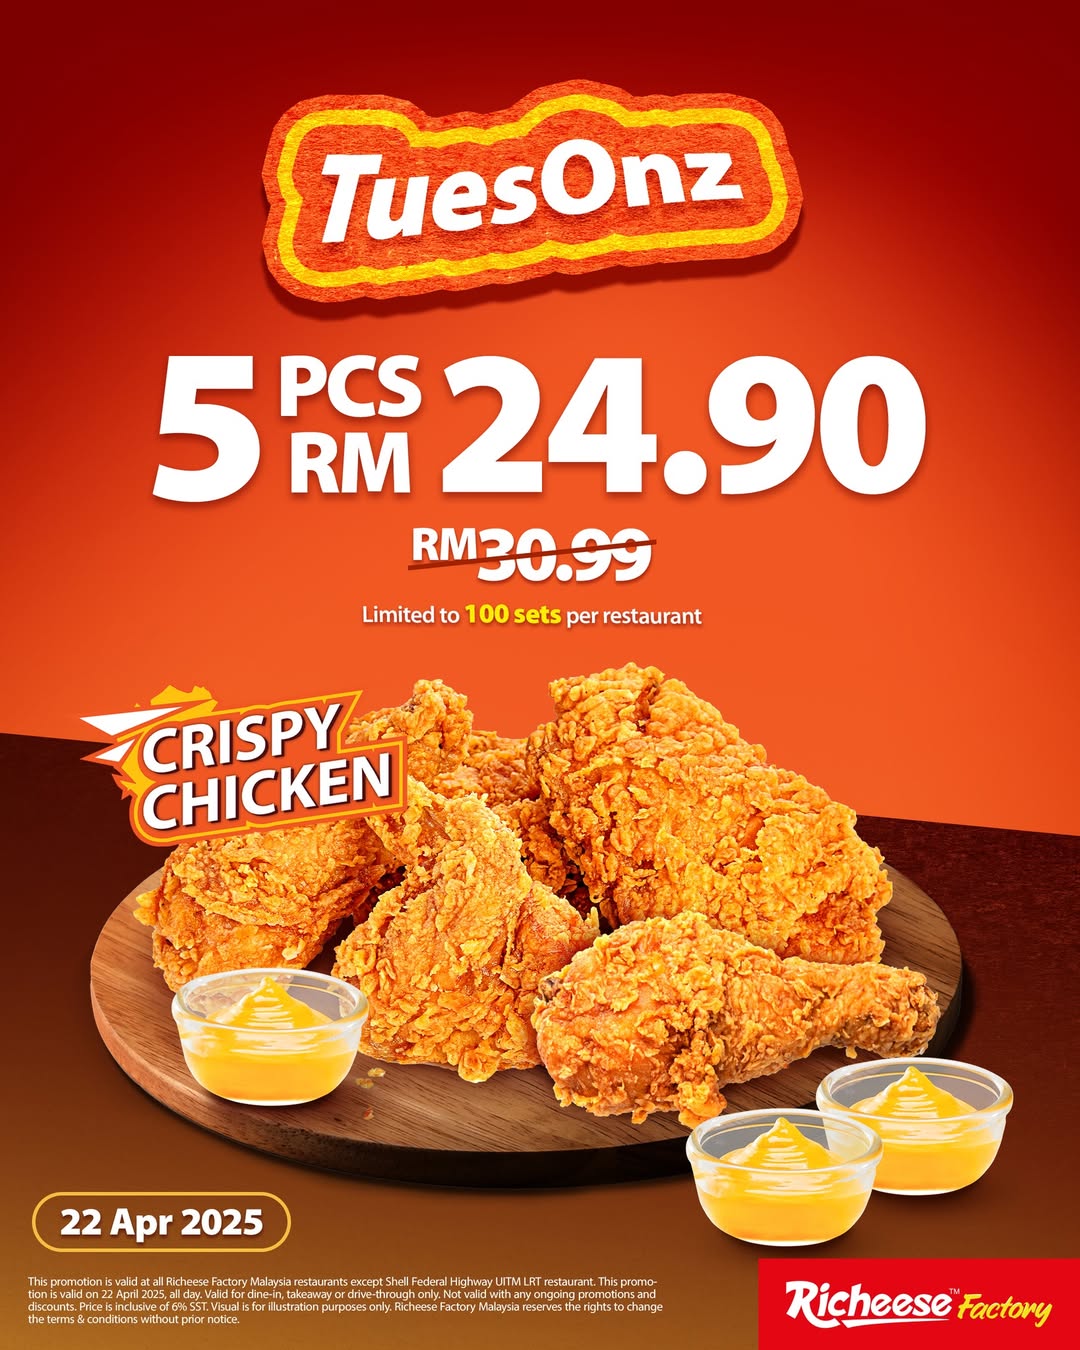 TuesOnz
5 PCS RM 24.90
RM30.99
Limited to 100 sets per restaurant
CRISPY
CHICKEN
22 Apr 2025
This promotion is valid at all Richeese Factory Malaysia restaurants except Shell Federal Highway UITM LRT restaurant. This promo-
tion is valid on 22 April 2025, all day. Valid for dine-in, takeaway or drive-through only. Not valid with any ongoing promotions and
discounts. Price is inclusive of 6% SST. Visual is for illustration purposes only. Richeese Factory Malaysia reserves the rights to change
the terms & conditions without prior notice.
Richeese™ Factory